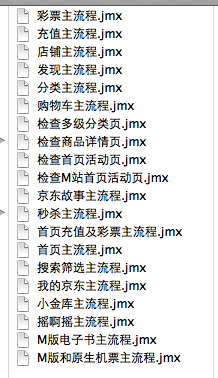 彩票主流程.jmx
充值主流程.jmx
店铺主流程.jmx
发现主流程.jmx
分类主流程.jmx
购物车主流程.jmx
检查多级分类页.jmx
检查商品详情页.jmx
检查首页活动页.jmx
检查M站首页活动页.jmx
京东故事主流程.jmx
秒杀主流程.jmx
首页充值及彩票主流程.jmx
首页主流程.jmx
搜索筛选主流程.jmx
我的京东主流程.jmx
小金库主流程.jmx
摇啊摇主流程.jmx
M版电子书主流程.jmx
M版和原生机票主流程.jmx